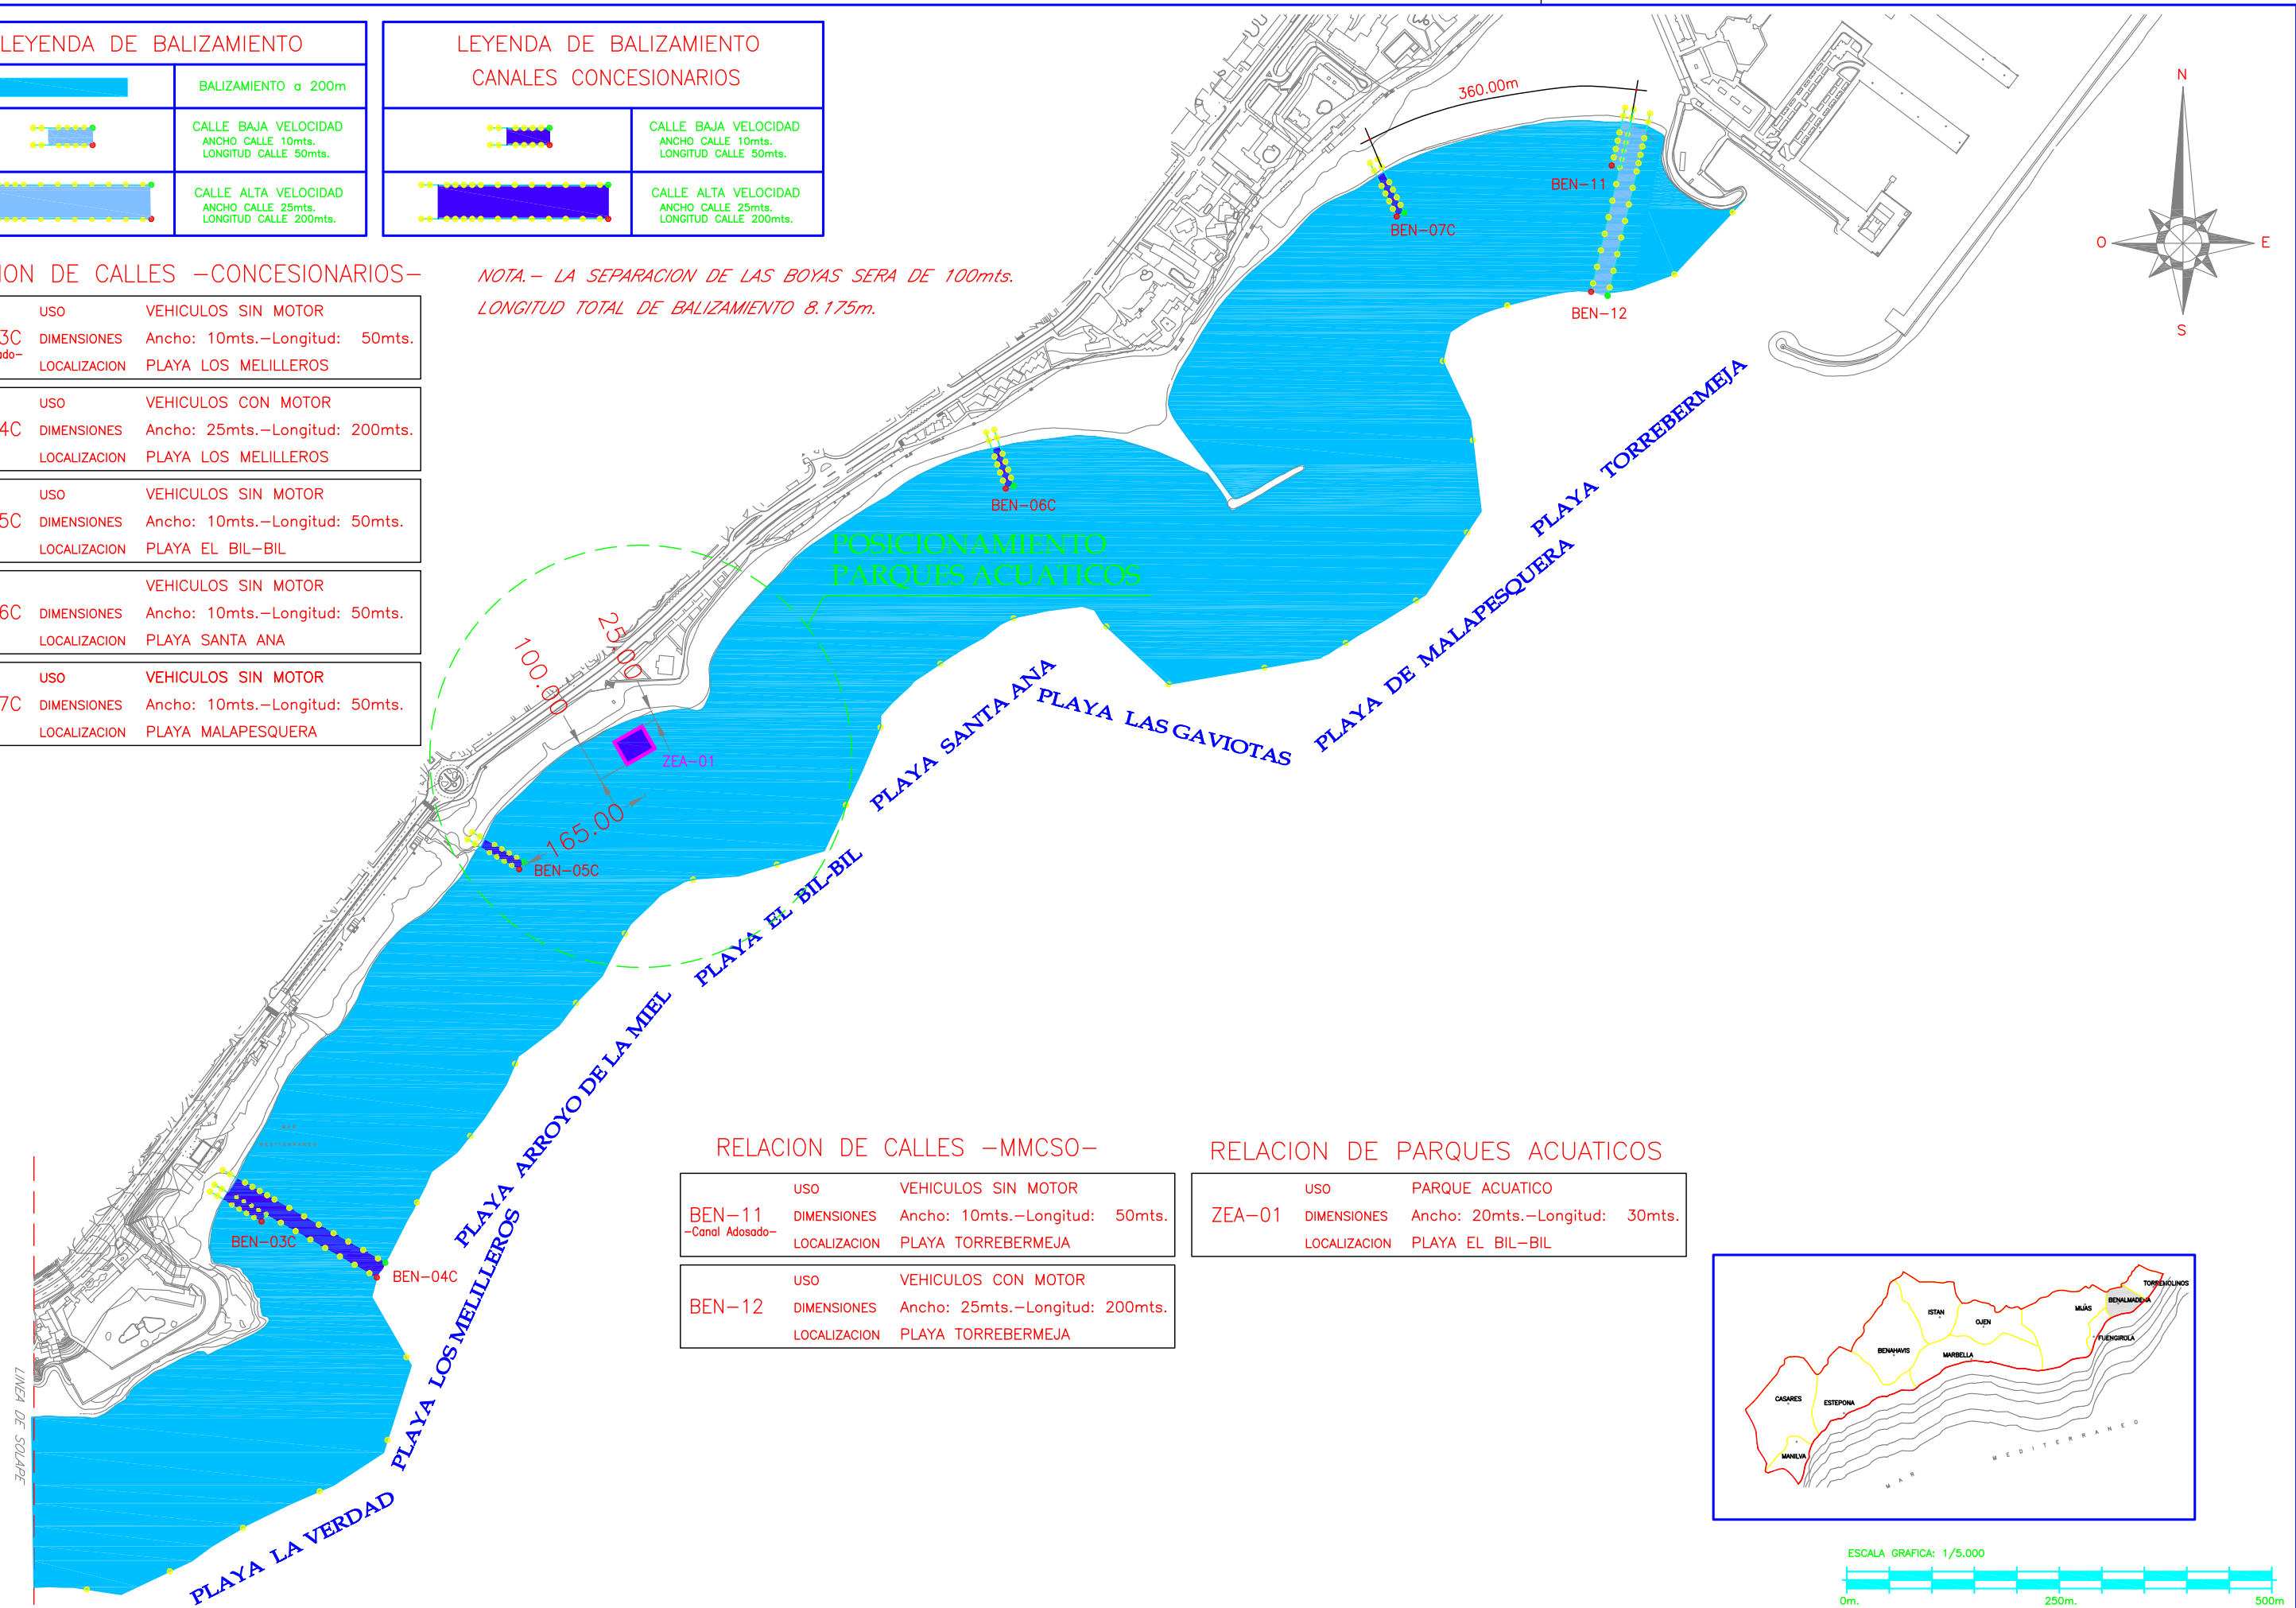 LEYENDA DE BALIZAMIENTO
BALIZAMIENTO a 200m
CALLE BAJA VELOCIDAD
ANCHO CALLE 10mts.
LONGITUD CALLE 50mts.
CALLE ALTA VELOCIDAD
ANCHO CALLE 25mts.
LONGITUD CALLE 200mts.
LEYENDA DE BALIZAMIENTO
CANALES CONCESIONARIOS
CALLE BAJA VELOCIDAD
ANCHO CALLE 10mts.
LONGITUD CALLE 50mts.
CALLE ALTA VELOCIDAD
ANCHO CALLE 25mts.
LONGITUD CALLE 200mts.
ION DE CALLES -CONCESIONARIOS-
USO VEHICULOS SIN MOTOR
3C DIMENSIONES Ancho: 10mts.-Longitud: 50mts.
ado-
LOCALIZACION PLAYA LOS MELILLEROS
USO VEHICULOS CON MOTOR
4C DIMENSIONES Ancho: 25mts.-Longitud: 200mts.
LOCALIZACION PLAYA LOS MELILLEROS
USO VEHICULOS SIN MOTOR
5C DIMENSIONES Ancho: 10mts.-Longitud: 50mts.
LOCALIZACION PLAYA EL BIL-BIL
VEHICULOS SIN MOTOR
6C DIMENSIONES Ancho: 10mts.-Longitud: 50mts.
LOCALIZACION PLAYA SANTA ANA
USO VEHICULOS SIN MOTOR
7C DIMENSIONES Ancho: 10mts.-Longitud: 50mts.
LOCALIZACION PLAYA MALAPESQUERA
NOTA.- LA SEPARACION DE LAS BOYAS SERA DE 100mts.
LONGITUD TOTAL DE BALIZAMIENTO 8.175m.
360.00m
BEN-11
BEN-07C
BEN-12
N
O
E
S
BEN-06C
POSICIONAMIENTO
PARQUES ACUATICOS
25.00
100.00
ZEA-01
165.00
BEN-05C
PLAYA TORREBERMEJA
PLAYA DE MALAPESQUERA
PLAYA LAS GAVIOTAS
PLAYA SANTA ANA
PLAYA EL BIL-BIL
PLAYA ARROYO DE LA MIEL
PLAYA LOS MELILLEROS
PLAYA LA VERDAD
BEN-03C
BEN-04C
LINEA DE SOLAPE
RELACION DE CALLES -MMCSO-
USO VEHICULOS SIN MOTOR
BEN-11 DIMENSIONES Ancho: 10mts.-Longitud: 50mts.
-Canal Adosado-
LOCALIZACION PLAYA TORREBERMEJA
USO VEHICULOS CON MOTOR
BEN-12 DIMENSIONES Ancho: 25mts.-Longitud: 200mts.
LOCALIZACION PLAYA TORREBERMEJA
RELACION DE PARQUES ACUATICOS
USO PARQUE ACUATICO
ZEA-01 DIMENSIONES Ancho: 20mts.-Longitud: 30mts.
LOCALIZACION PLAYA EL BIL-BIL
TORREMOLINOS
BENALMADENA
MIJAS
ISTAN
OJEN
FUENGIROLA
BENAHAVIS
MARBELLA
CASARES
ESTEPONA
MANILVA
MAR MEDITERRANEO
ESCALA GRAFICA: 1/5.000
0m. 250m. 500m